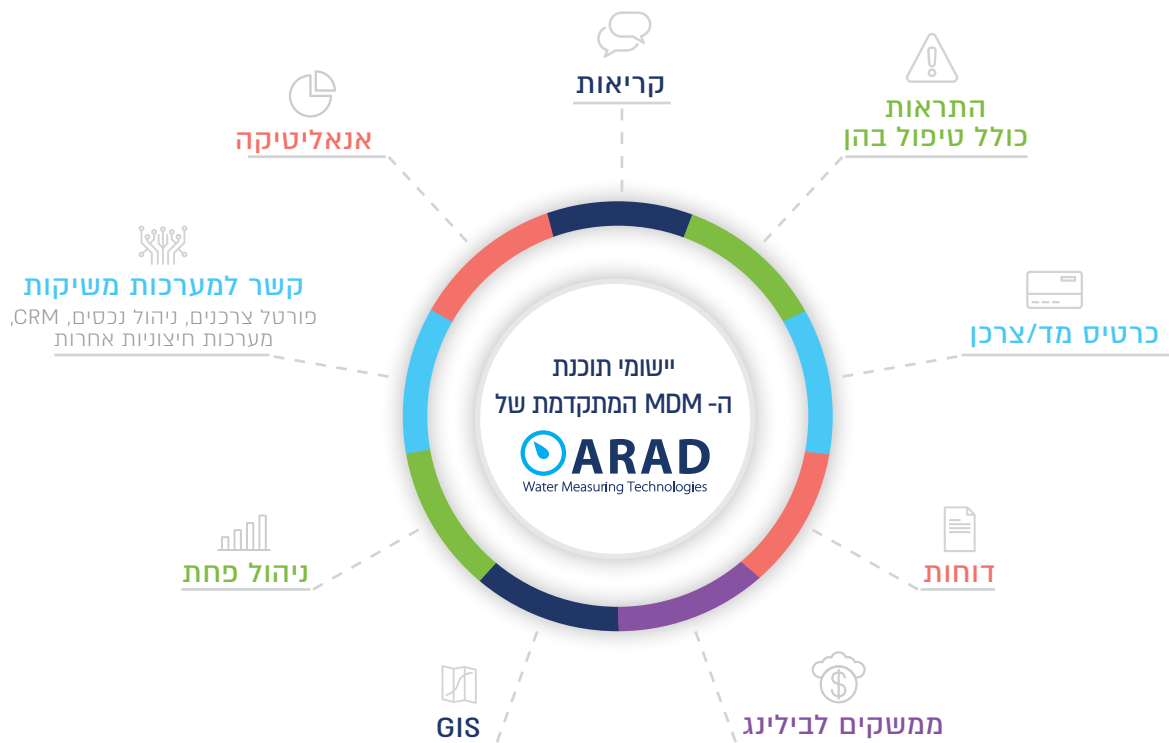 קריאות
התראות
כולל טיפול בהן
כרטיס מד/צרכן
דוחות
ממשקים לבילינג
GIS
ניהול פחת
קשר למערכות משיקות
פורטל צרכנים, ניהול נכסים, CRM,
מערכות חיצוניות אחרות
אנאליטיקה
יישומי תוכנת
ה- MDM המתקדמת של
ARAD
Water Measuring Technologies